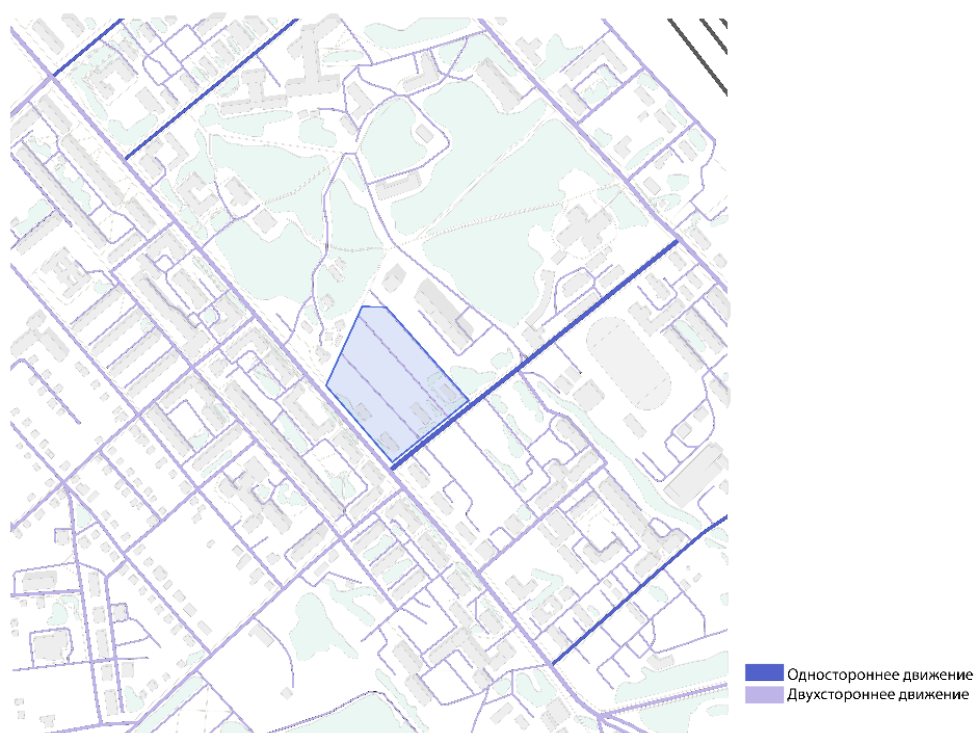 Одностороннее движение
Двухстороннее движение